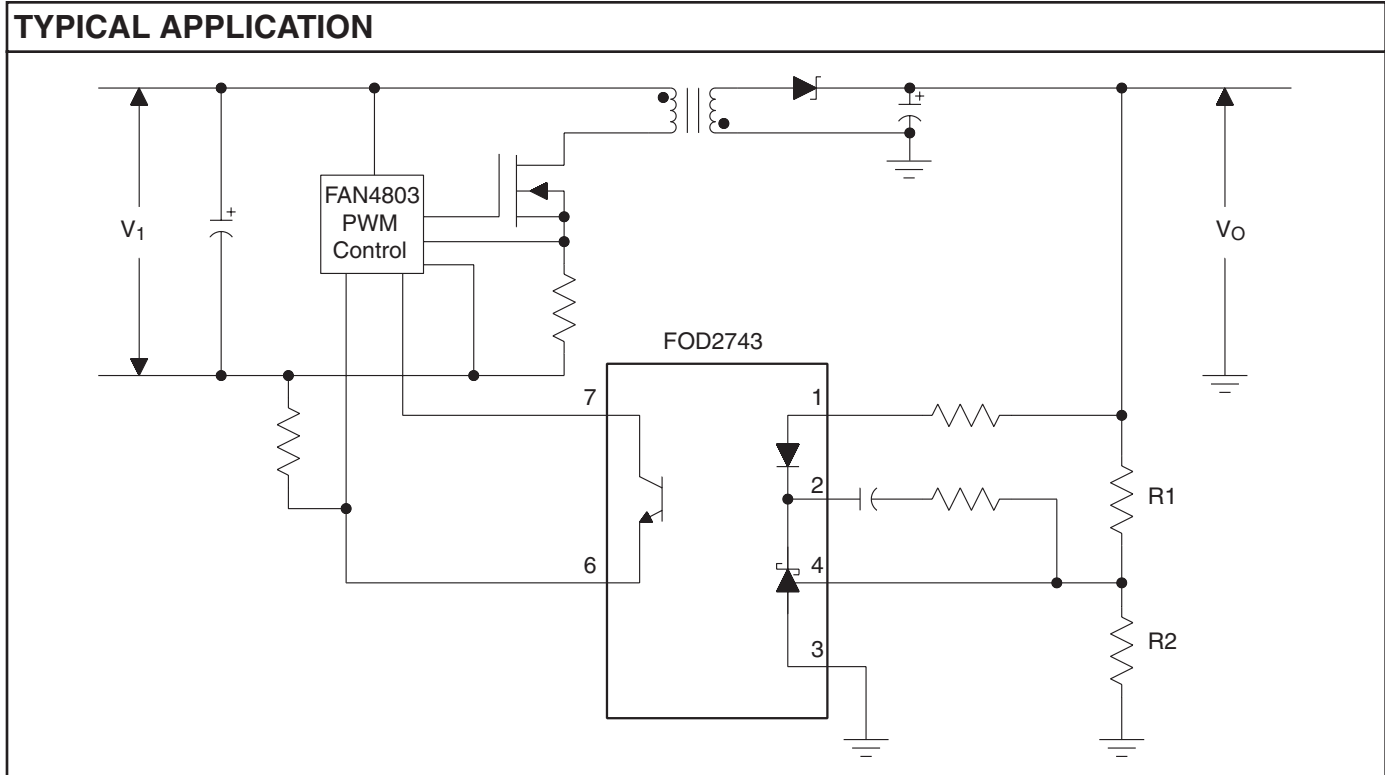 TYPICAL APPLICATION
FAN4803
PWM
Control
V1
+
+
VO
FOD2743
7
1
2
R1
6
4
3
R2